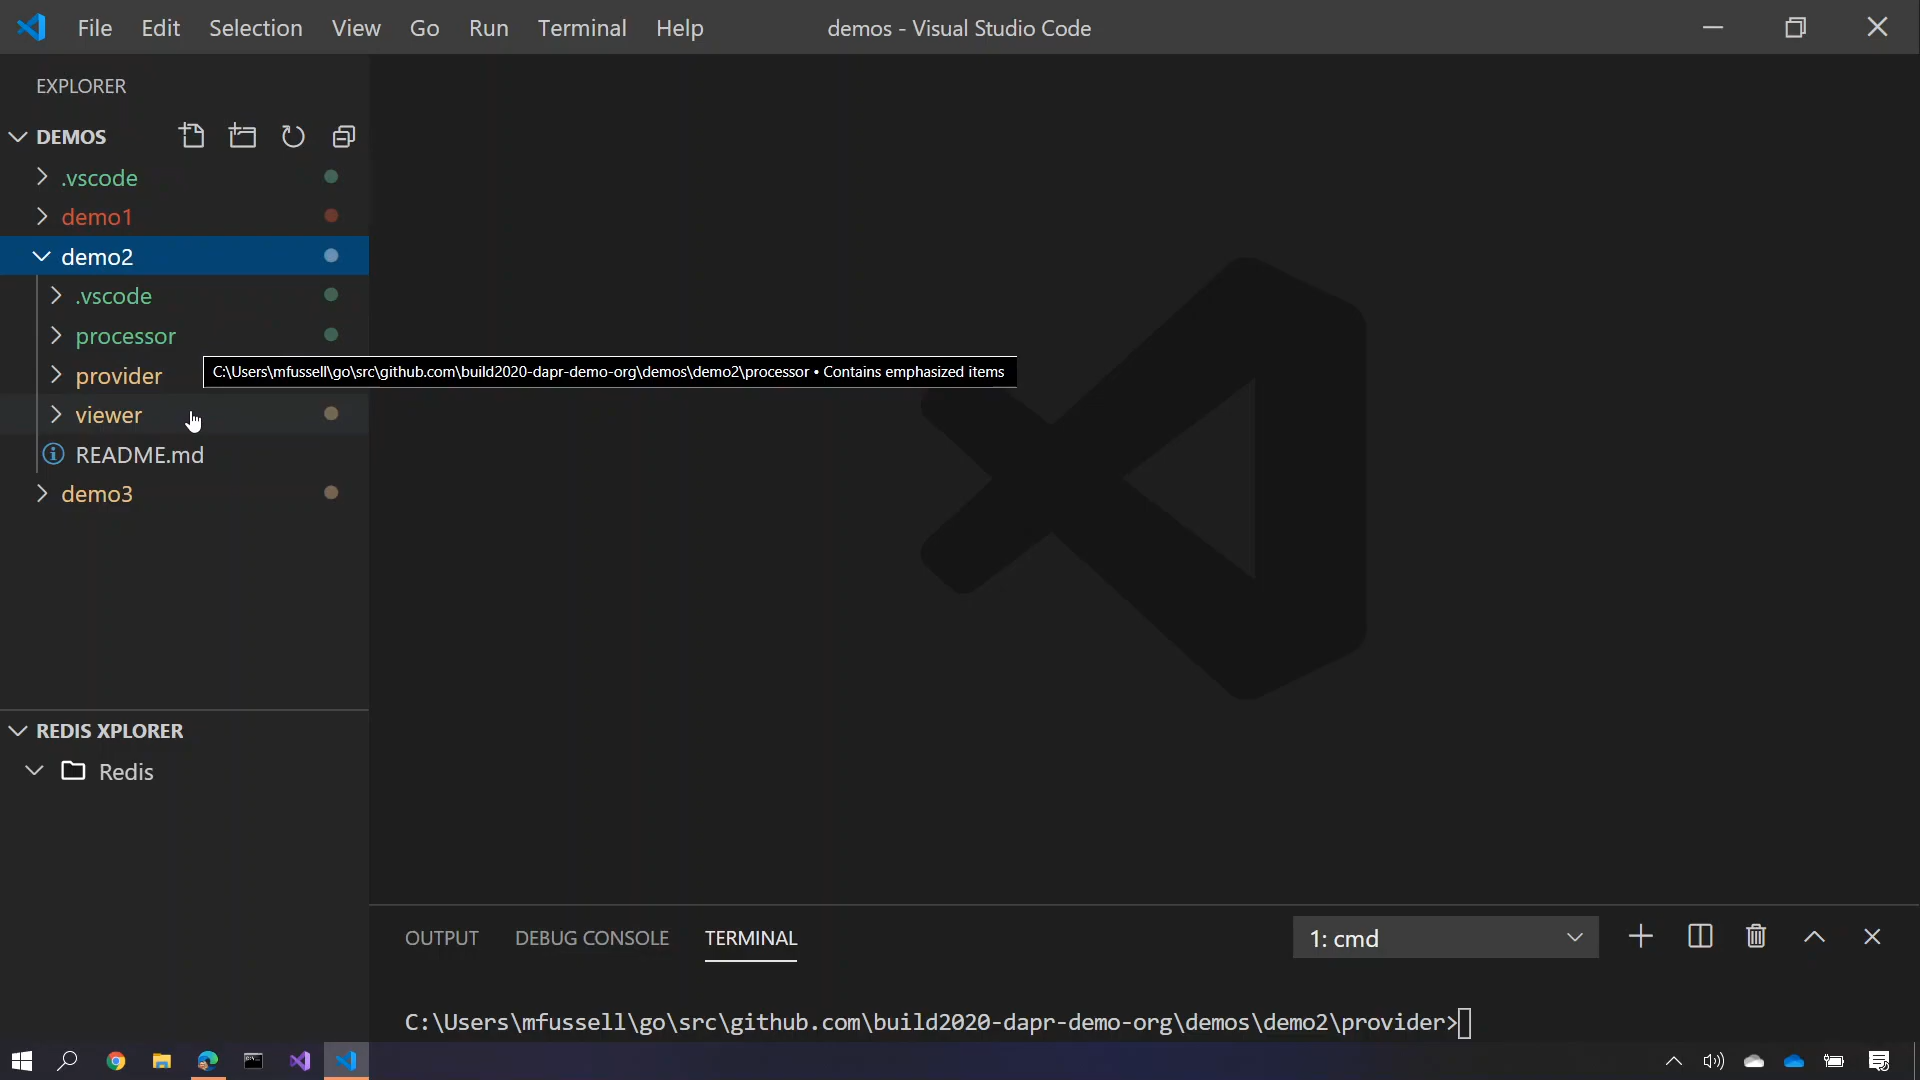 File Edit Selection View Go Run Terminal Help
demos - Visual Studio Code
EXPLORER
DEMOS
.vscode
demo1
demo2
.vscode
processor
provider
C:\Users\mfussell\go\src\github.com\build2020-dapr-demo-org\demos\demo2\processor • Contains emphasized items
viewer
README.md
demo3
REDIS XPLORER
Redis
OUTPUT DEBUG CONSOLE TERMINAL
1: cmd
C:\Users\mfussell\go\src\github.com\build2020-dapr-demo-org\demos\demo2\provider>